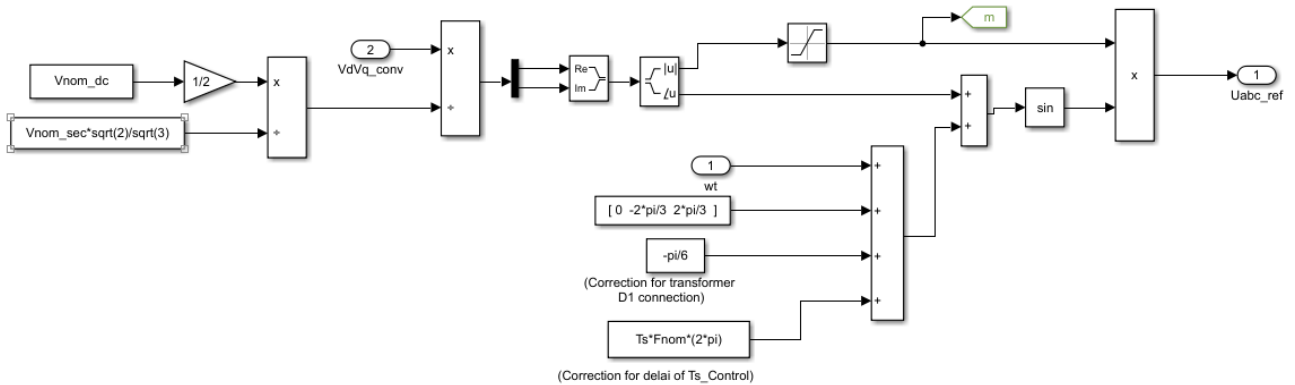 m
2
VdVq_conv
x
÷
Vnom_dc
1/2
x
÷
Vnom_sec*sqrt(2)/sqrt(3)
Re
Im
|u|
∠u
x
1
Uabc_ref
+
+
sin
1
wt
[ 0 -2*pi/3 2*pi/3 ]
-pi/6
(Correction for transformer
D1 connection)
+
+
+
+
Ts*Fnom*(2*pi)
(Correction for delai of Ts_Control)